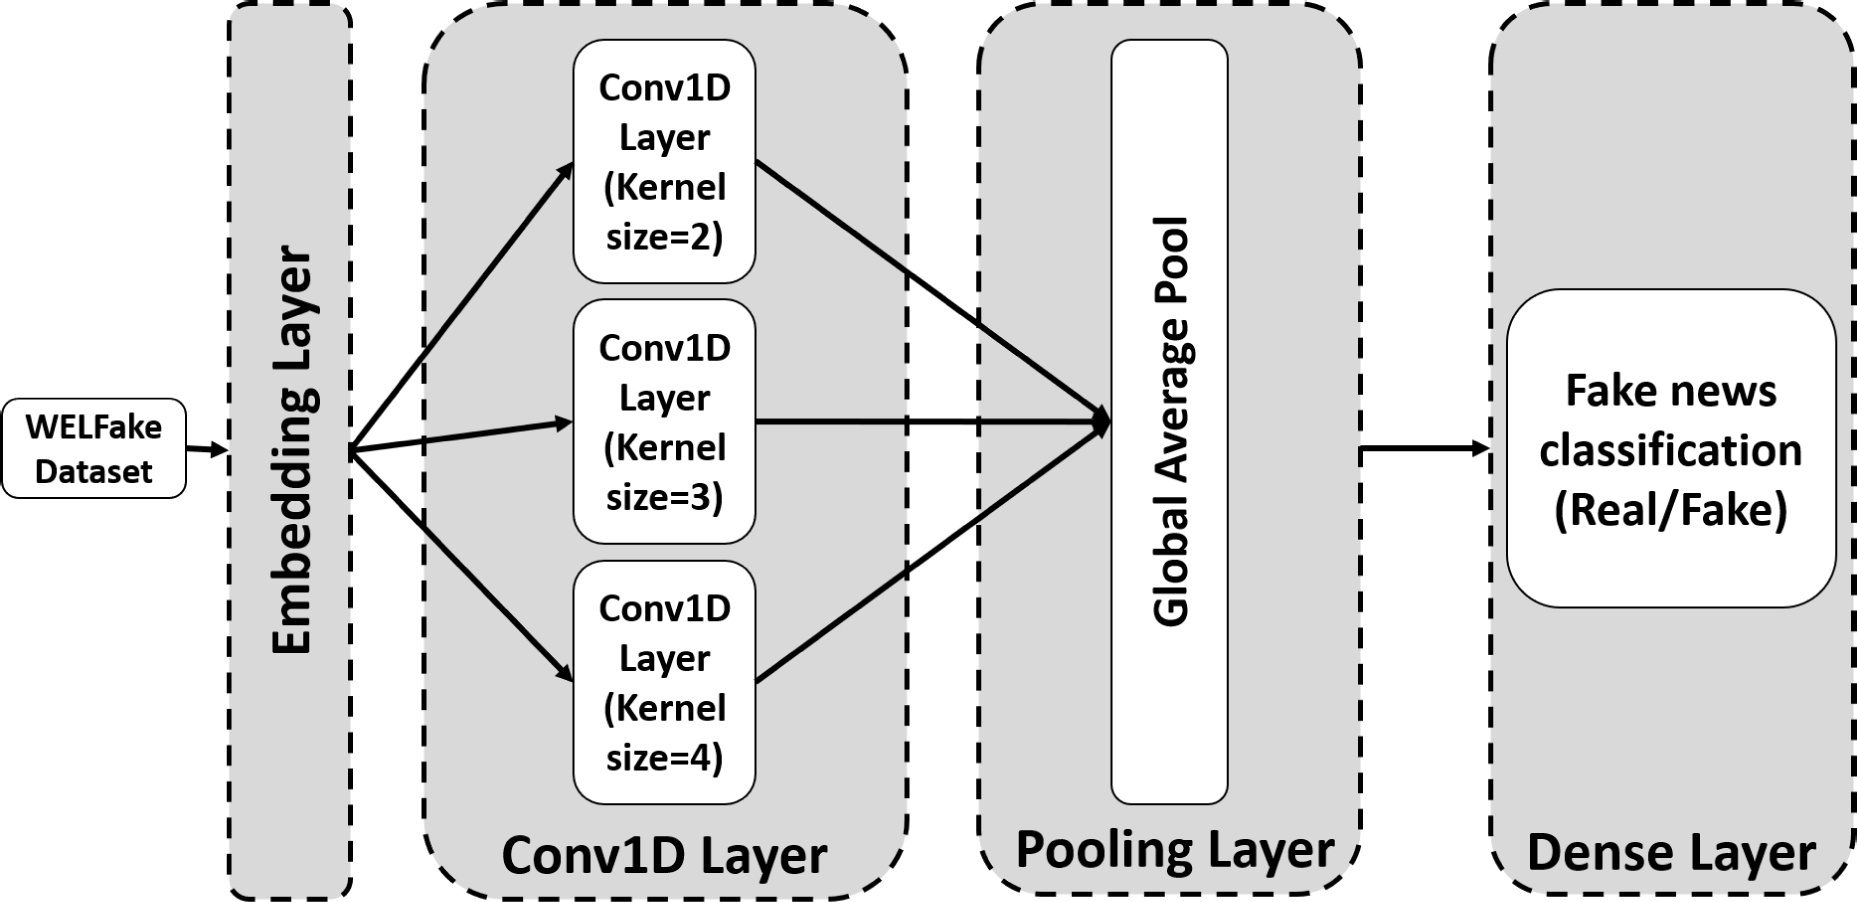 WELFake
Dataset
Embedding Layer
Conv1D
Layer
(Kernel
size=2)
Conv1D
Layer
(Kernel
size=3)
Conv1D
Layer
(Kernel
size=4)
Conv1D Layer
Global Average Pool
Pooling Layer
Fake news
classification
(Real/Fake)
Dense Layer